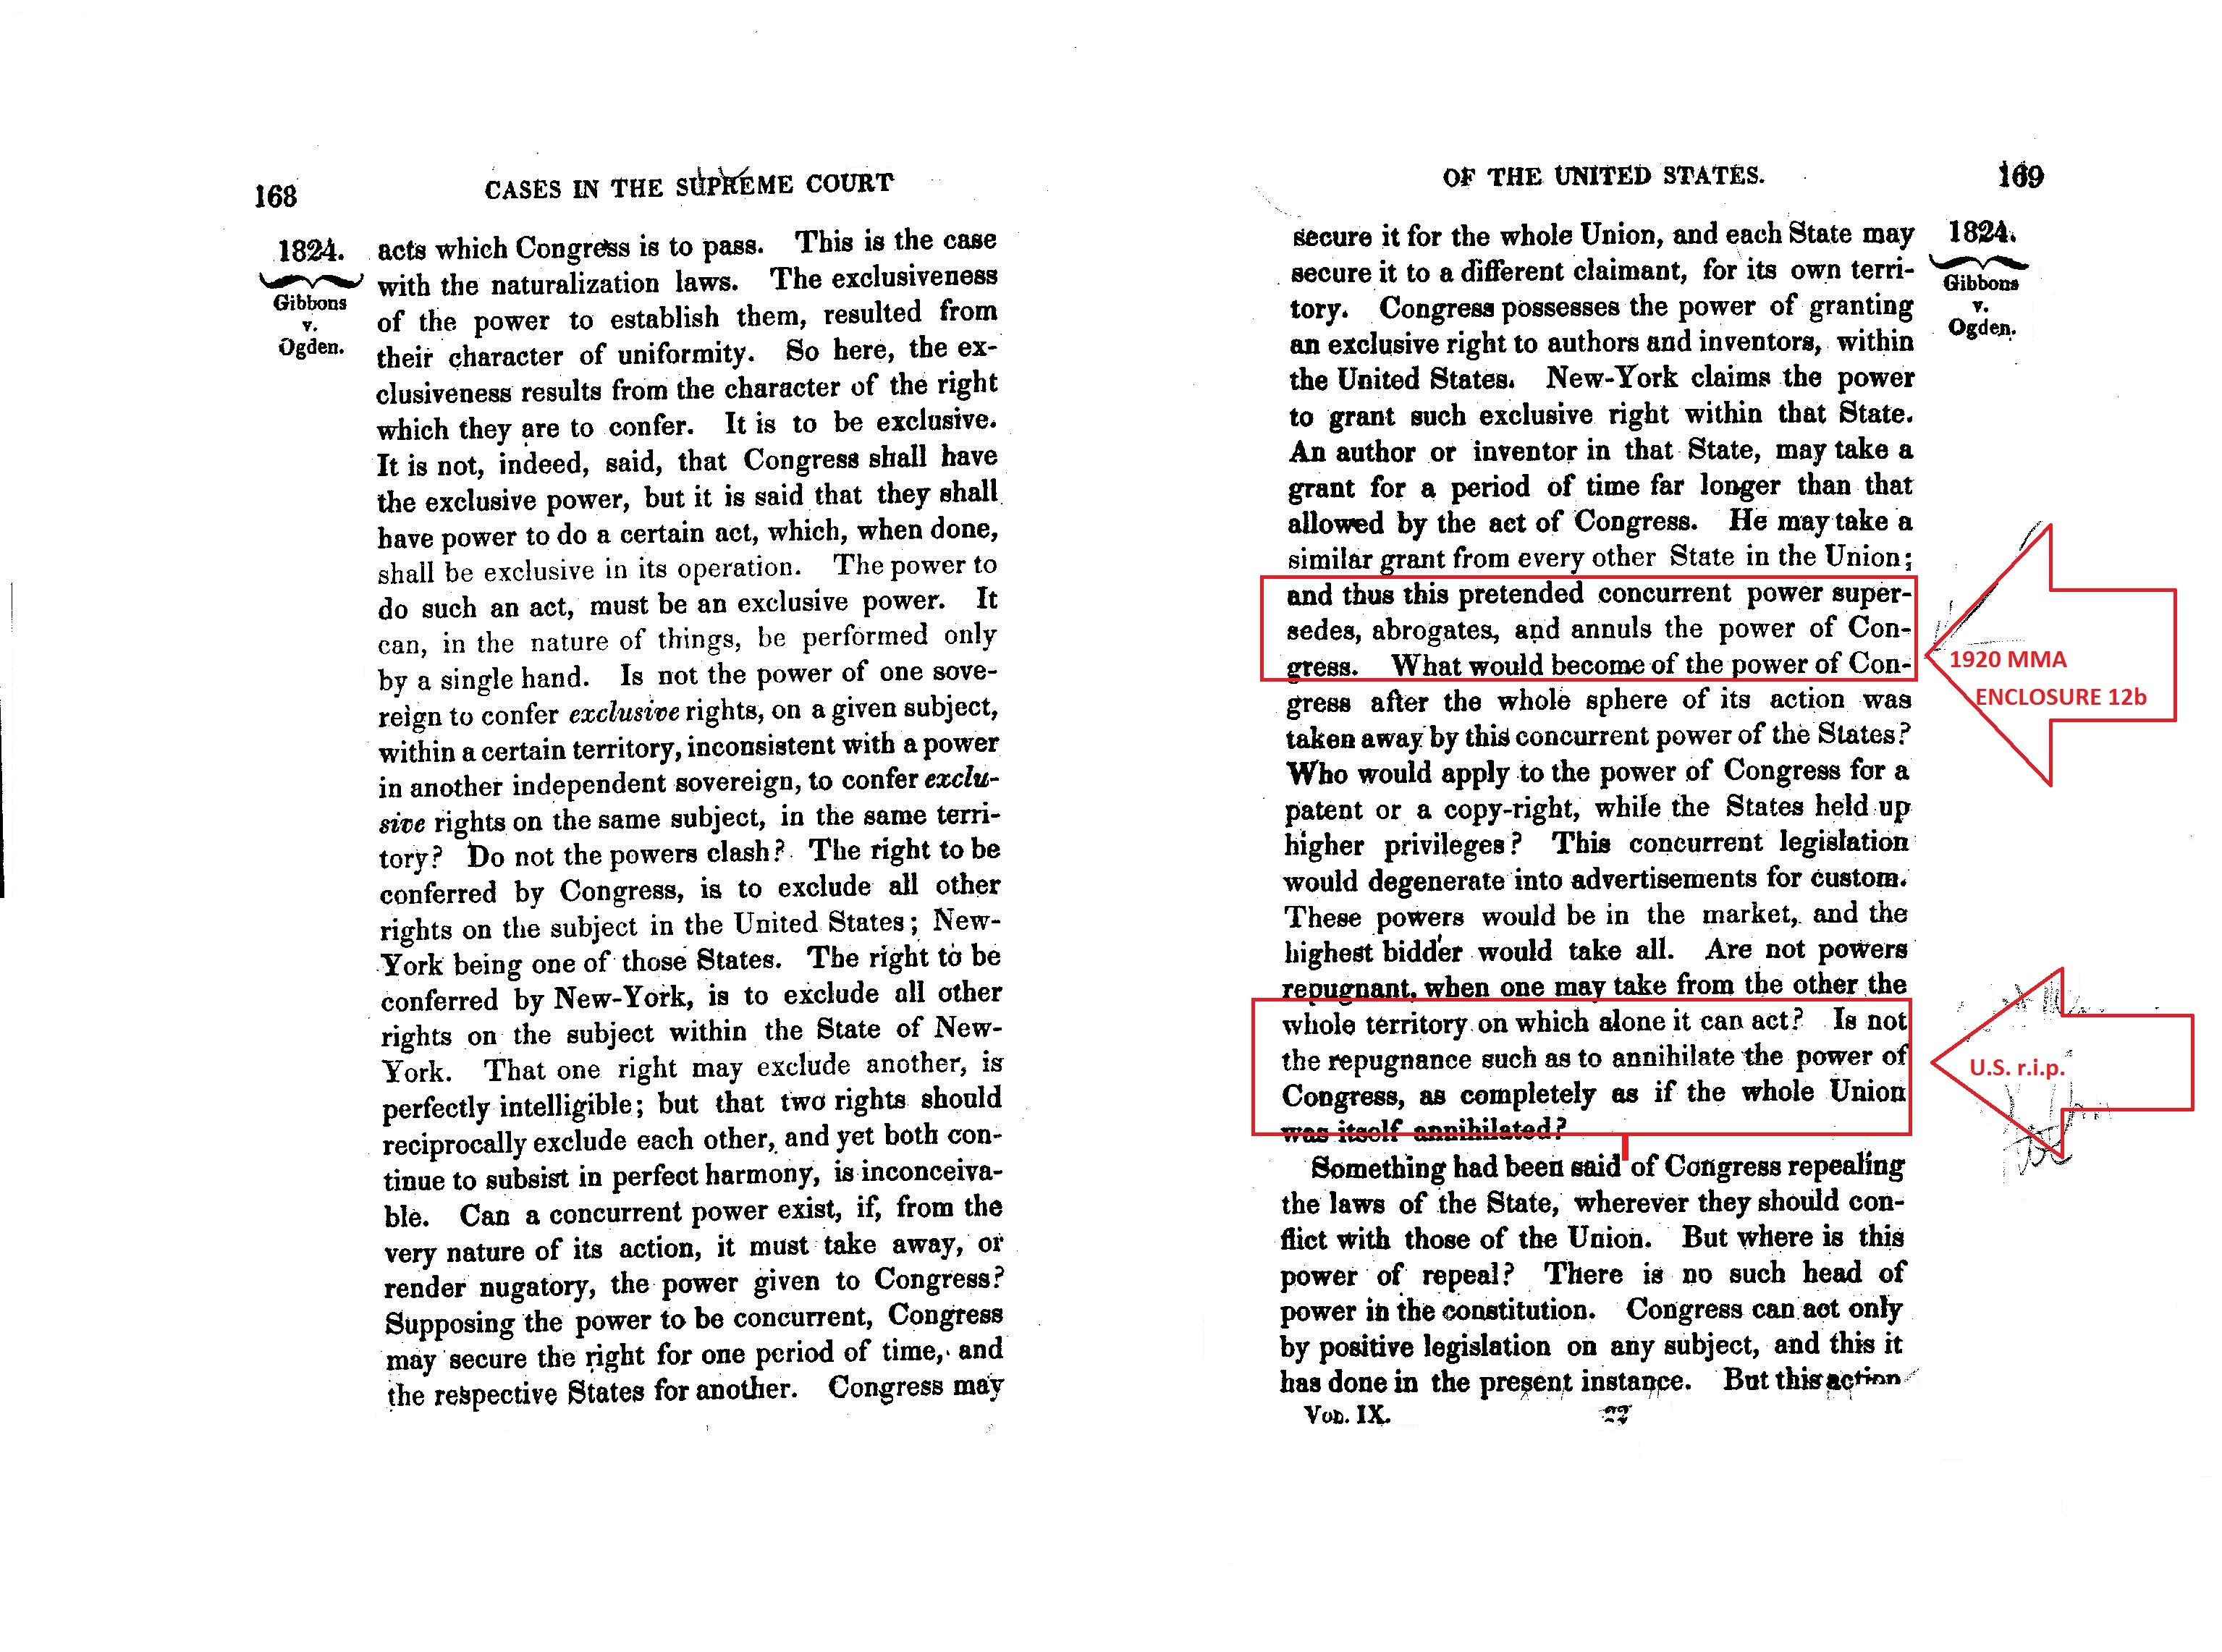 168
CASES IN THE SUPREME COURT
1824.
Gibbons
v.
Ogden.
acts which Congress is to pass. This is the case
with the naturalization laws. The exclusiveness
of the power to establish them, resulted from
their character of uniformity. So here, the ex-
clusiveness results from the character of the right
which they are to confer. It is to be exclusive.
It is not, indeed, said, that Congress shall have
the exclusive power, but it is said that they shall
have power to do a certain act, which, when done,
shall be exclusive in its operation. The power to
do such an act, must be an exclusive power. It
can, in the nature of things, be performed only
by a single hand. Is not the power of one sove-
reign to confer exclusive rights, on a given subject,
within a certain territory, inconsistent with a power
in another independent sovereign, to confer exclu-
sive rights on the same subject, in the same terri-
tory? Do not the powers clash? The right to be
conferred by Congress, is to exclude all other
rights on the subject in the United States; New-
York being one of those States. The right to be
conferred by New-York, is to exclude all other
rights on the subject within the State of New-
York. That one right may exclude another, is
perfectly intelligible; but that two rights should
reciprocally exclude each other, and yet both con-
tinue to subsist in perfect harmony, is inconceiva-
ble. Can a concurrent power exist, if, from the
very nature of its action, it must take away, or
render nugatory, the power given to Congress?
Supposing the power to be concurrent, Congress
may secure the right for one period of time, and
the respective States for another. Congress may
OF THE UNITED STATES.
169
1824.
Gibbons
v.
Ogden.
secure it for the whole Union, and each State may
secure it to a different claimant, for its own terri-
tory. Congress possesses the power of granting
an exclusive right to authors and inventors, within
the United States. New-York claims the power
to grant such exclusive right within that State.
An author or inventor in that State, may take a
grant for a period of time far longer than that
allowed by the act of Congress. He may take a
similar grant from every other State in the Union;
and thus this pretended concurrent power super-
sedes, abrogates, and annuls the power of Con-
gress. What would become of the power of Con-
1920 MMA
ENCLOSURE 12b
gress after the whole sphere of its action was
taken away by this concurrent power of the States?
Who would apply to the power of Congress for a
patent or a copy-right, while the States held up
higher privileges? This concurrent legislation
would degenerate into advertisements for custom.
These powers would be in the market, and the
highest bidder would take all. Are not powers
repugnant, when one may take from the other the
whole territory on which alone it can act? Is not
the repugnance such as to annihilate the power of
Congress, as completely as if the whole Union
was itself annihilated?
U.S. r.i.p.
Something had been said of Congress repealing
the laws of the State, wherever they should con-
flict with those of the Union. But where is this
power of repeal? There is no such head of
power in the constitution. Congress can act only
by positive legislation on any subject, and this it
has done in the present instance. But this action
Vol. IX.
22